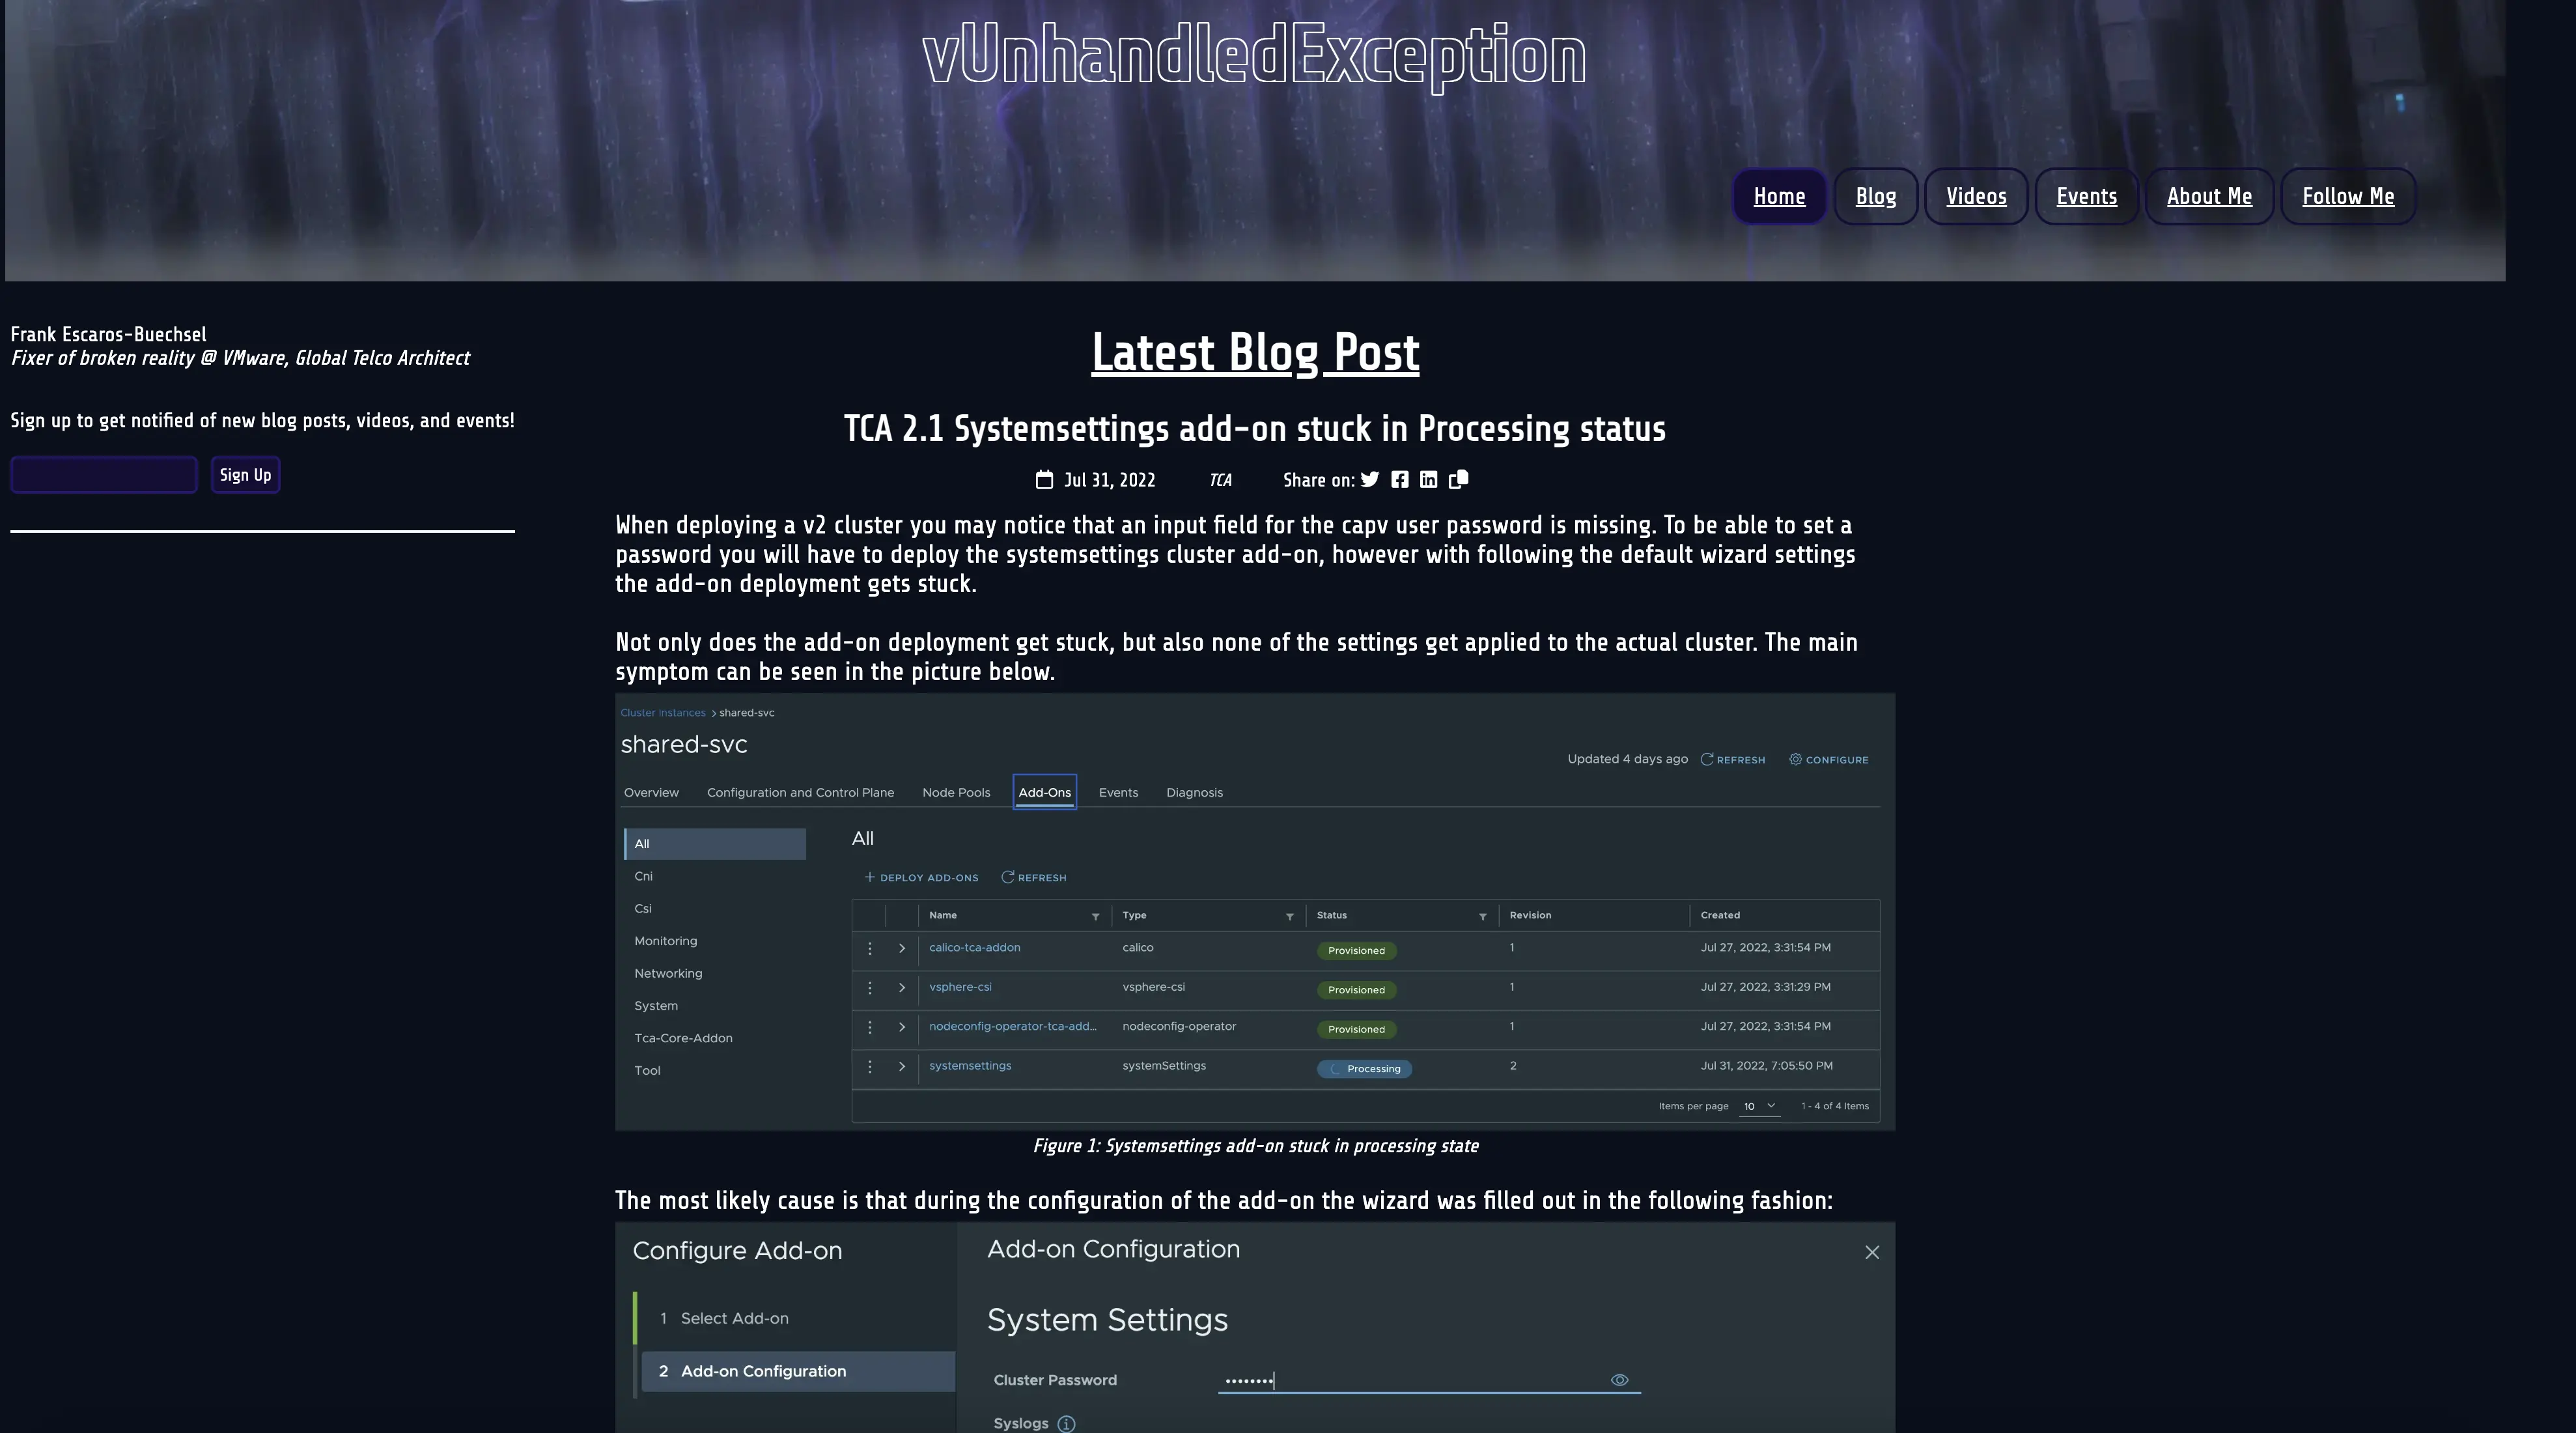 vUnhandledException
Home
Blog
Videos
Events
About Me
Follow Me
Frank Escaros-Buechsel
Fixer of broken reality @ VMware, Global Telco Architect
Sign up to get notified of new blog posts, videos, and events!
Sign Up
Latest Blog Post
TCA 2.1 Systemsettings add-on stuck in Processing status
Jul 31, 2022 TCA Share on:
When deploying a v2 cluster you may notice that an input field for the capv user password is missing. To be able to set a
password you will have to deploy the systemsettings cluster add-on, however with following the default wizard settings
the add-on deployment gets stuck.
Not only does the add-on deployment get stuck, but also none of the settings get applied to the actual cluster. The main
symptom can be seen in the picture below.
Cluster Instances > shared-svc
shared-svc
Updated 4 days ago REFRESH CONFIGURE
Overview Configuration and Control Plane Node Pools Add-Ons Events Diagnosis
All
Cni
Csi
Monitoring
Networking
System
Tca-Core-Addon
Tool
All
+ DEPLOY ADD-ONS REFRESH
Name Type Status Revision Created
calico-tca-addon calico Provisioned 1 Jul 27, 2022, 3:31:54 PM
vsphere-csi vsphere-csi Provisioned 1 Jul 27, 2022, 3:31:29 PM
nodeconfig-operator-tca-add... nodeconfig-operator Provisioned 1 Jul 27, 2022, 3:31:54 PM
systemsettings systemSettings Processing 2 Jul 31, 2022, 7:05:50 PM
Items per page 10 1 - 4 of 4 Items
Figure 1: Systemsettings add-on stuck in processing state
The most likely cause is that during the configuration of the add-on the wizard was filled out in the following fashion:
Configure Add-on
1 Select Add-on
2 Add-on Configuration
Add-on Configuration
System Settings
Cluster Password ••••••••
Syslogs